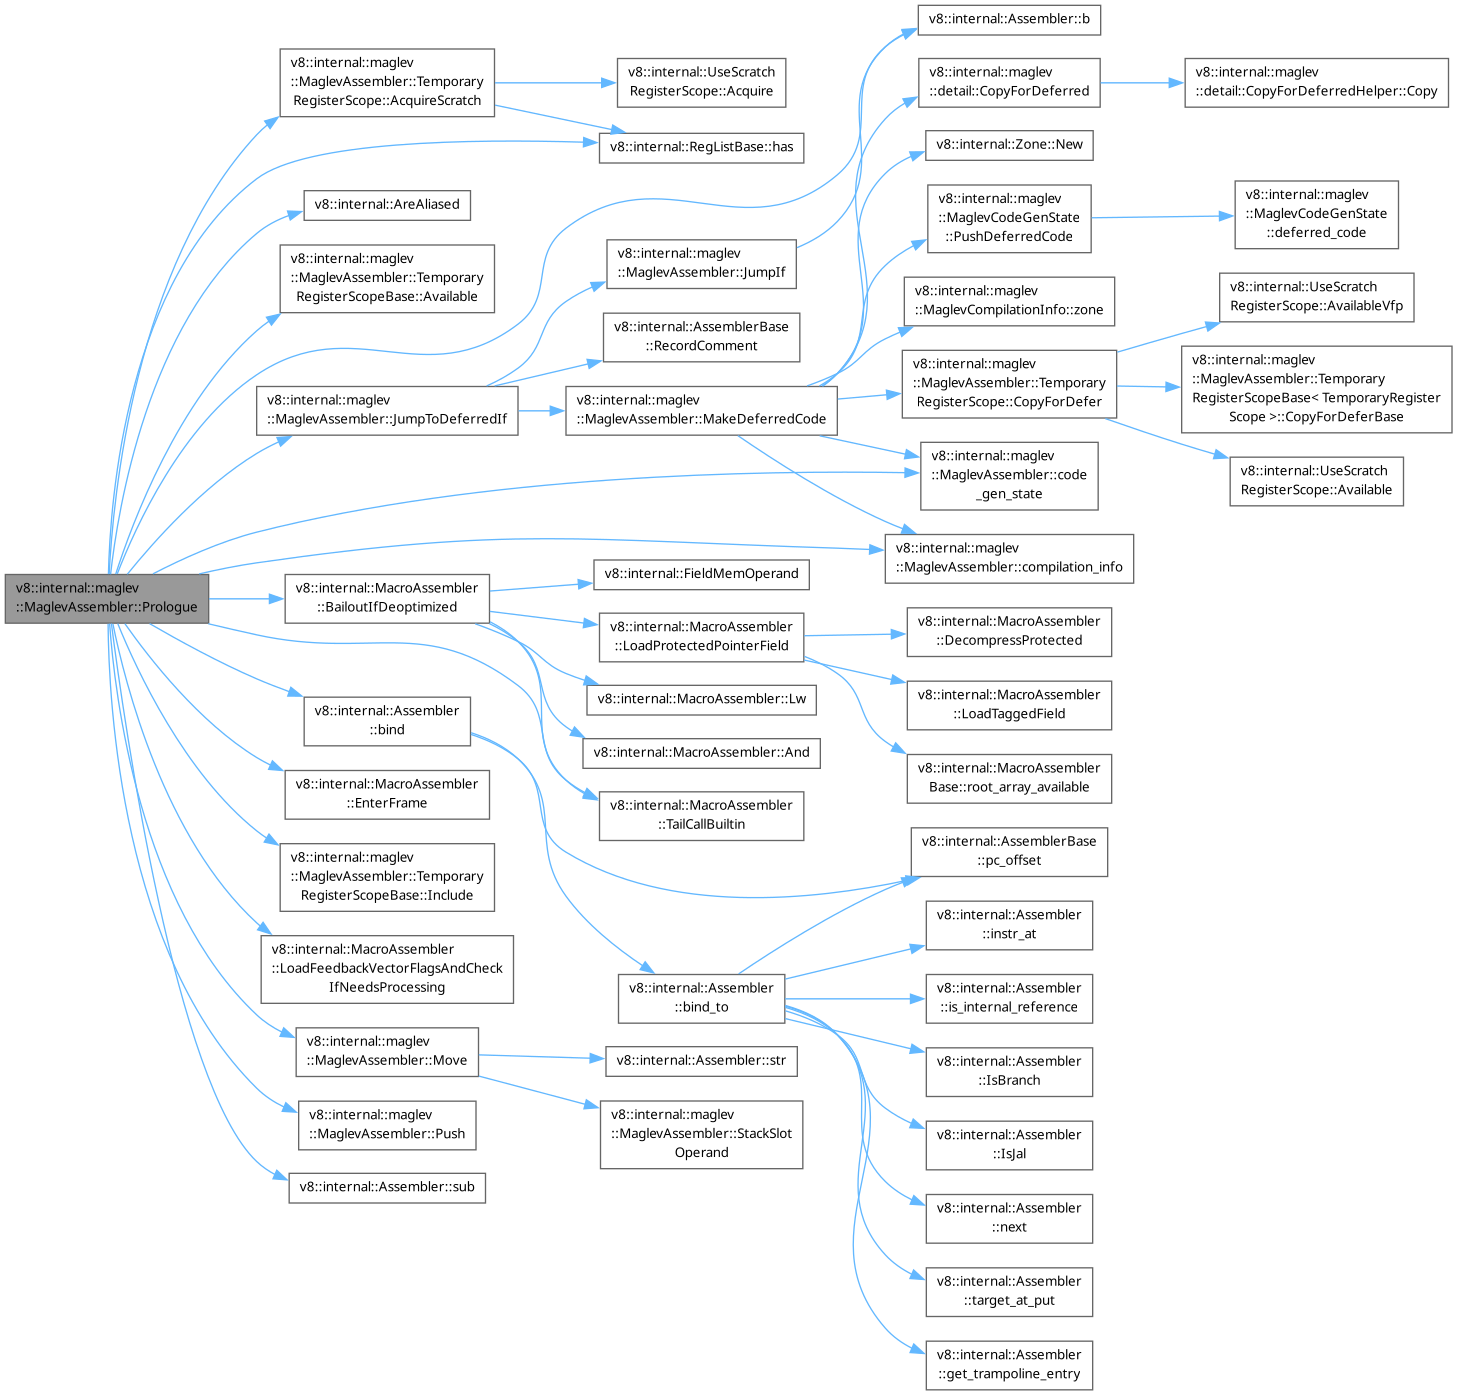 v8::internal::maglev
::MaglevAssembler::Prologue
v8::internal::maglev
::MaglevAssembler::Temporary
RegisterScope::AcquireScratch
v8::internal::AreAliased
v8::internal::maglev
::MaglevAssembler::Temporary
RegisterScopeBase::Available
v8::internal::maglev
::MaglevAssembler::JumpToDeferredIf
v8::internal::MacroAssembler
::BailoutIfDeoptimized
v8::internal::Assembler
::bind
v8::internal::MacroAssembler
::EnterFrame
v8::internal::maglev
::MaglevAssembler::Temporary
RegisterScopeBase::Include
v8::internal::MacroAssembler
::LoadFeedbackVectorFlagsAndCheck
IfNeedsProcessing
v8::internal::maglev
::MaglevAssembler::Move
v8::internal::maglev
::MaglevAssembler::Push
v8::internal::Assembler::sub
v8::internal::UseScratch
RegisterScope::Acquire
v8::internal::RegListBase::has
v8::internal::maglev
::MaglevAssembler::JumpIf
v8::internal::AssemblerBase
::RecordComment
v8::internal::maglev
::MaglevAssembler::MakeDeferredCode
v8::internal::FieldMemOperand
v8::internal::MacroAssembler
::LoadProtectedPointerField
v8::internal::MacroAssembler::Lw
v8::internal::MacroAssembler::And
v8::internal::MacroAssembler
::TailCallBuiltin
v8::internal::Assembler
::bind_to
v8::internal::Assembler::str
v8::internal::maglev
::MaglevAssembler::StackSlot
Operand
v8::internal::Assembler::b
v8::internal::maglev
::detail::CopyForDeferred
v8::internal::Zone::New
v8::internal::maglev
::MaglevCodeGenState
::PushDeferredCode
v8::internal::maglev
::MaglevCompilationInfo::zone
v8::internal::maglev
::MaglevAssembler::Temporary
RegisterScope::CopyForDefer
v8::internal::maglev
::MaglevAssembler::code
_gen_state
v8::internal::maglev
::MaglevAssembler::compilation_info
v8::internal::MacroAssembler
::DecompressProtected
v8::internal::MacroAssembler
::LoadTaggedField
v8::internal::MacroAssembler
Base::root_array_available
v8::internal::AssemblerBase
::pc_offset
v8::internal::Assembler
::instr_at
v8::internal::Assembler
::is_internal_reference
v8::internal::Assembler
::IsBranch
v8::internal::Assembler
::IsJal
v8::internal::Assembler
::next
v8::internal::Assembler
::target_at_put
v8::internal::Assembler
::get_trampoline_entry
v8::internal::maglev
::detail::CopyForDeferredHelper::Copy
v8::internal::maglev
::MaglevCodeGenState
::deferred_code
v8::internal::UseScratch
RegisterScope::AvailableVfp
v8::internal::maglev
::MaglevAssembler::Temporary
RegisterScopeBase< TemporaryRegister
Scope >::CopyForDeferBase
v8::internal::UseScratch
RegisterScope::Available